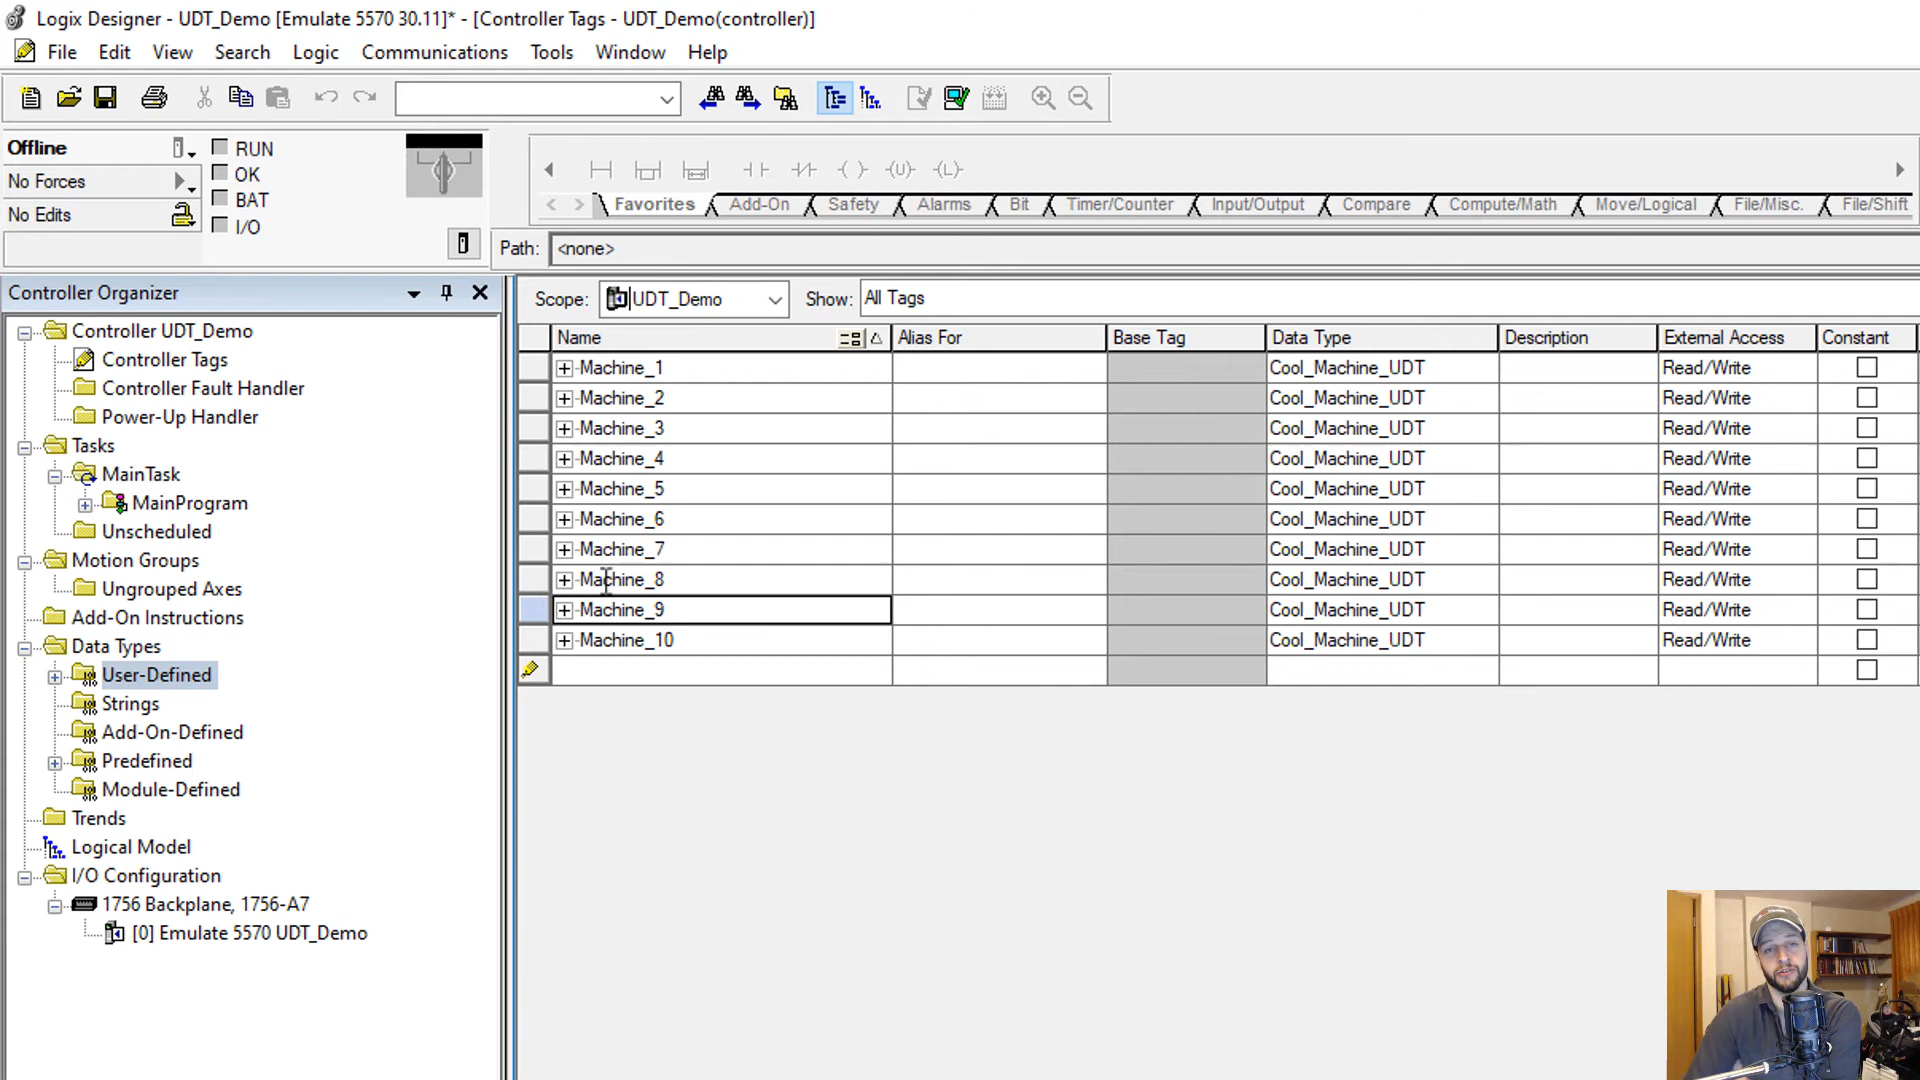 Logix Designer - UDT_Demo [Emulate 5570 30.11]* - [Controller Tags - UDT_Demo(controller)]
File Edit View Search Logic Communications Tools Window Help
Offline
RUN
No Forces
OK
BAT
No Edits
I/O
Favorites Add-On Safety Alarms Bit Timer/Counter Input/Output Compare Compute/Math Move/Logical File/Misc. File/Shift
Path: <none>
Controller Organizer
Controller UDT_Demo
Controller Tags
Controller Fault Handler
Power-Up Handler
Tasks
MainTask
MainProgram
Unscheduled
Motion Groups
Ungrouped Axes
Add-On Instructions
Data Types
User-Defined
Strings
Add-On-Defined
Predefined
Module-Defined
Trends
Logical Model
I/O Configuration
1756 Backplane, 1756-A7
[0] Emulate 5570 UDT_Demo
Scope: UDT_Demo Show: All Tags
Name Alias For Base Tag Data Type Description External Access Constant
Machine_1 Cool_Machine_UDT Read/Write
Machine_2 Cool_Machine_UDT Read/Write
Machine_3 Cool_Machine_UDT Read/Write
Machine_4 Cool_Machine_UDT Read/Write
Machine_5 Cool_Machine_UDT Read/Write
Machine_6 Cool_Machine_UDT Read/Write
Machine_7 Cool_Machine_UDT Read/Write
Machine_8 Cool_Machine_UDT Read/Write
Machine_9 Cool_Machine_UDT Read/Write
Machine_10 Cool_Machine_UDT Read/Write